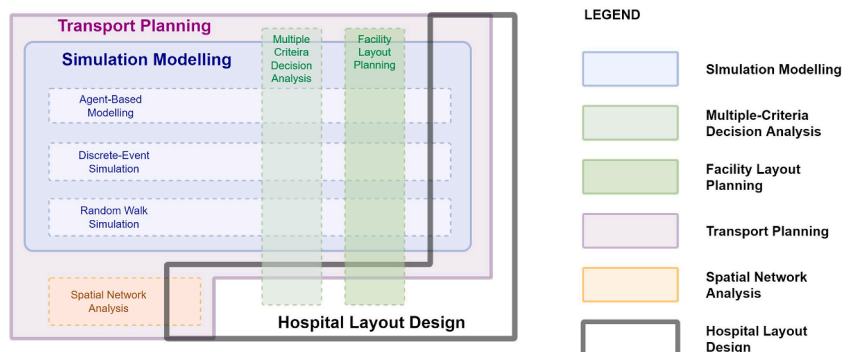 Transport Planning
Simulation Modelling
Multiple
Criteira
Decision
Analysis
Facility
Layout
Planning
Agent-Based
Modelling
Discrete-Event
Simulation
Random Walk
Simulation
Spatial Network
Analysis
Hospital Layout Design
LEGEND
SImulation Modelling
Multiple-Criteria
Decision Analysis
Facility Layout
Planning
Transport Planning
Spatial Network
Analysis
Hospital Layout
Design